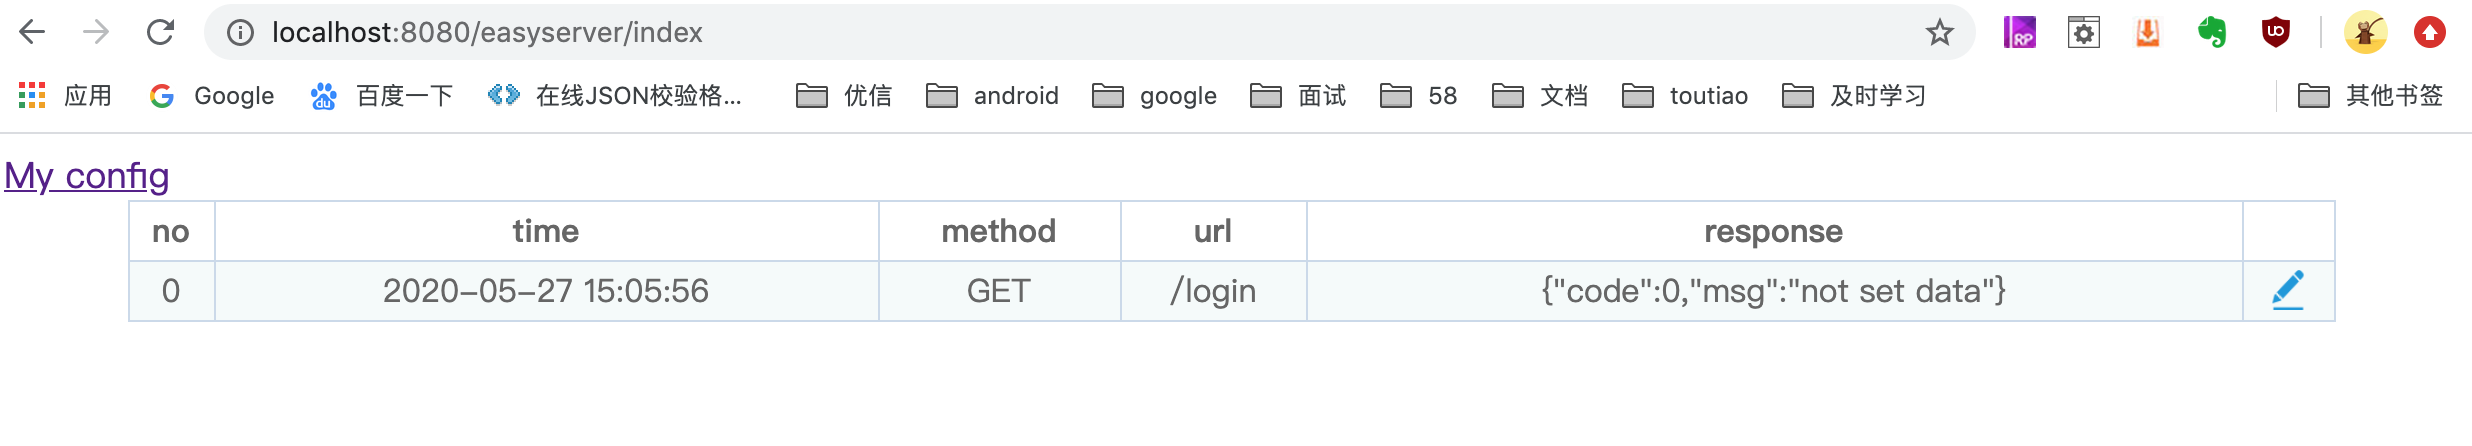 localhost:8080/easyserver/index
应用 Google 百度一下 在线JSON校验格... 优信 android google 面试 58 文档 toutiao 及时学习 其他书签
My config
no time method url response
0 2020-05-27 15:05:56 GET /login {"code":0,"msg":"not set data"}